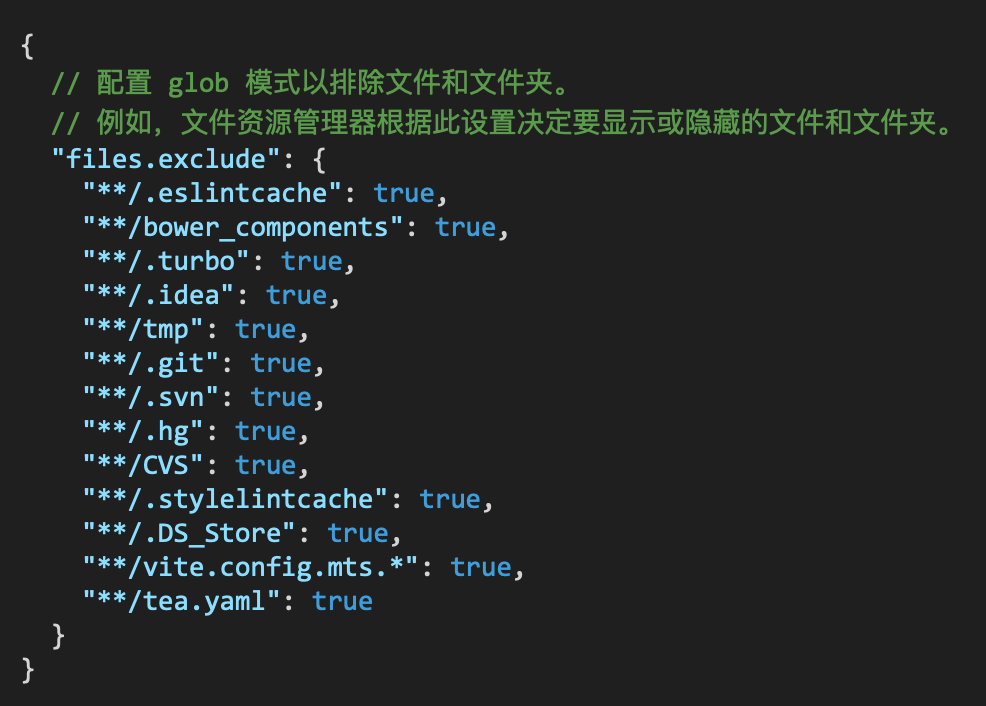 {
  // 配置 glob 模式以排除文件和文件夹。
  // 例如，文件资源管理器根据此设置决定要显示或隐藏的文件和文件夹。
  "files.exclude": {
    "**/.eslintcache": true,
    "**/bower_components": true,
    "**/.turbo": true,
    "**/.idea": true,
    "**/tmp": true,
    "**/.git": true,
    "**/.svn": true,
    "**/.hg": true,
    "**/CVS": true,
    "**/.stylelintcache": true,
    "**/.DS_Store": true,
    "**/vite.config.mts.*": true,
    "**/tea.yaml": true
  }
}